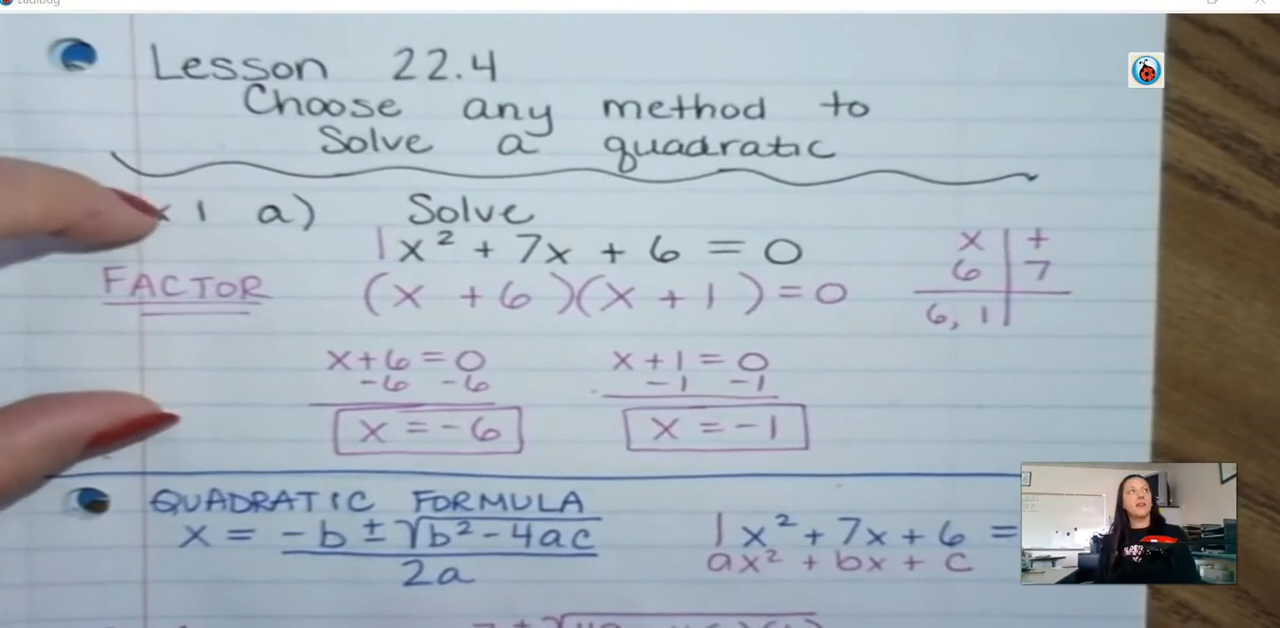 Ladibug
Lesson 22.4
Choose any method to
Solve a quadratic
x 1 a) Solve
1x² + 7x + 6 = 0
x | +
6 | 7
6, 1 |
FACTOR (x + 6)(x + 1) = 0
x + 6 = 0 x + 1 = 0
-6 -6 -1 -1
x = -6 x = -1
QUADRATIC FORMULA
x = -b ± √b² - 4ac
2a
1x² + 7x + 6 =
ax² + bx + c